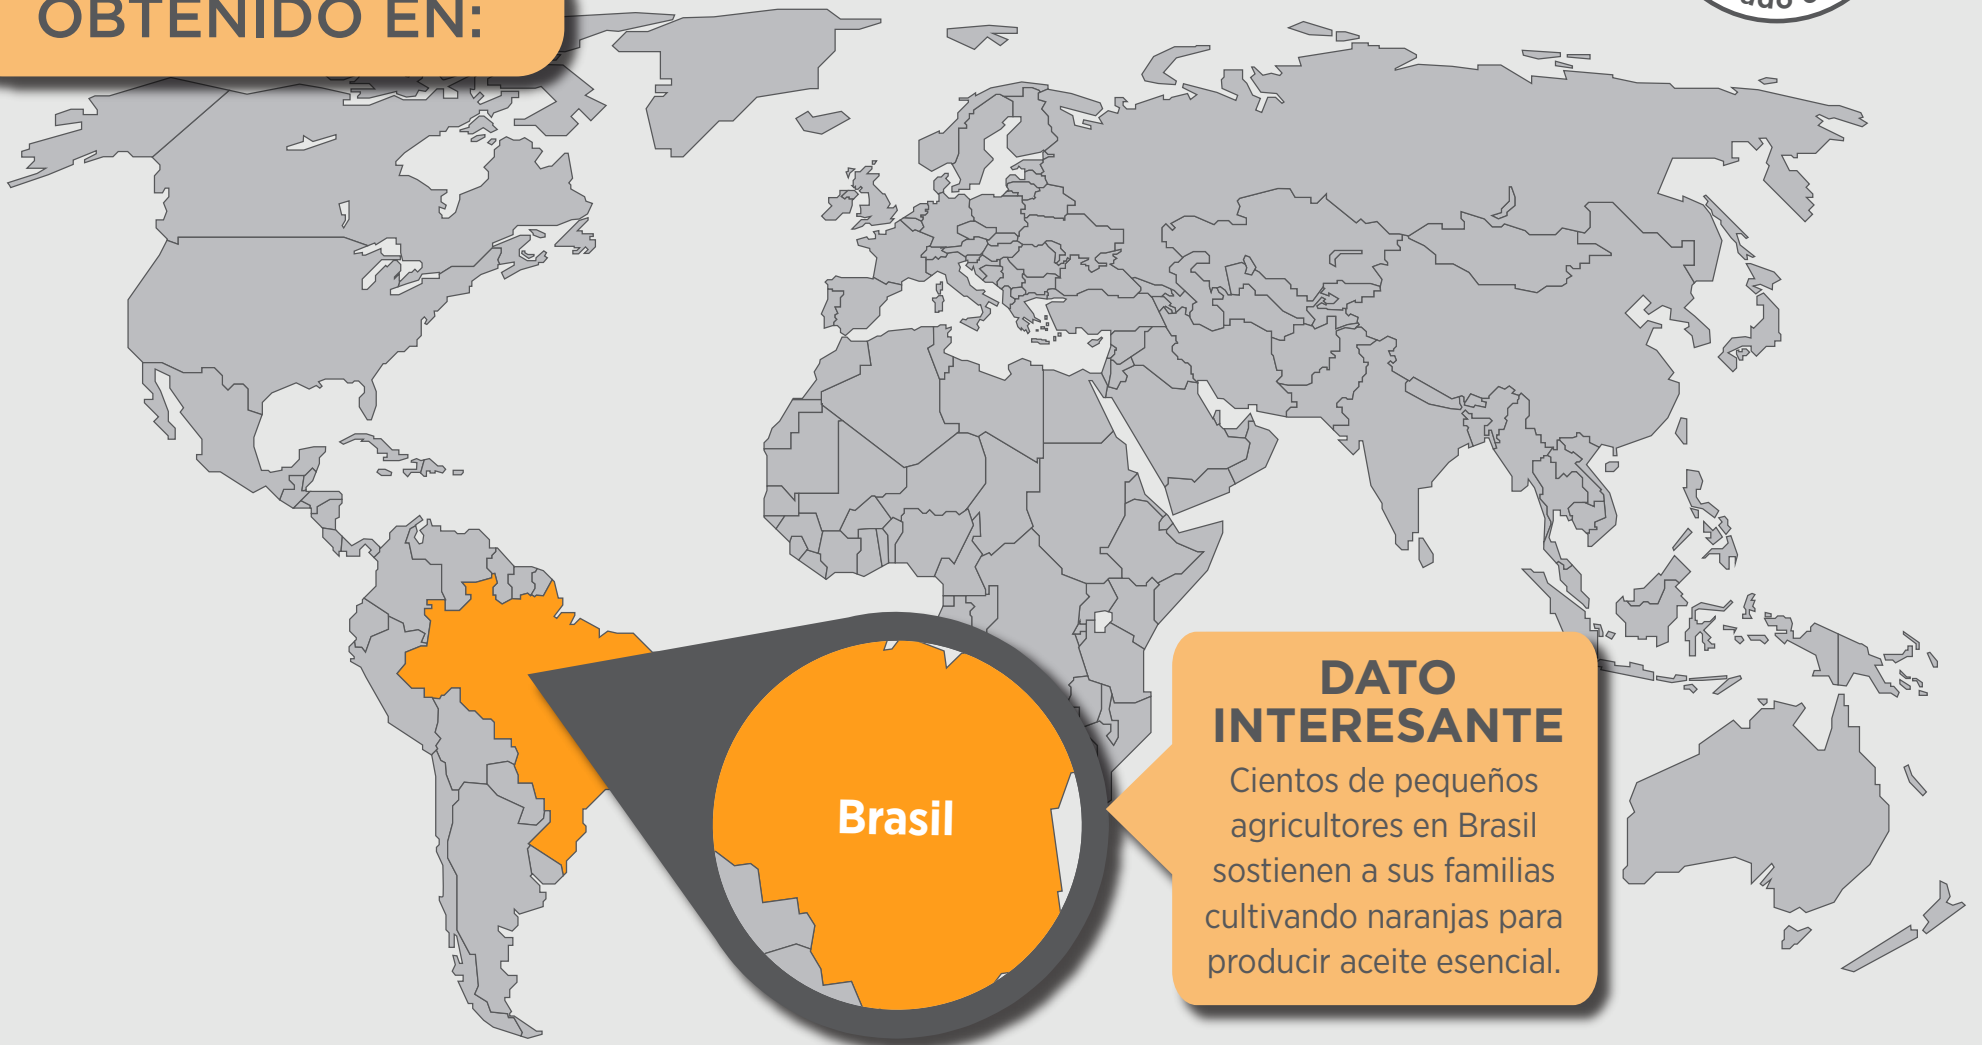 OBTENIDO EN:
Brasil
DATO
INTERESANTE
Cientos de pequeños
agricultores en Brasil
sostienen a sus familias
cultivando naranjas para
producir aceite esencial.